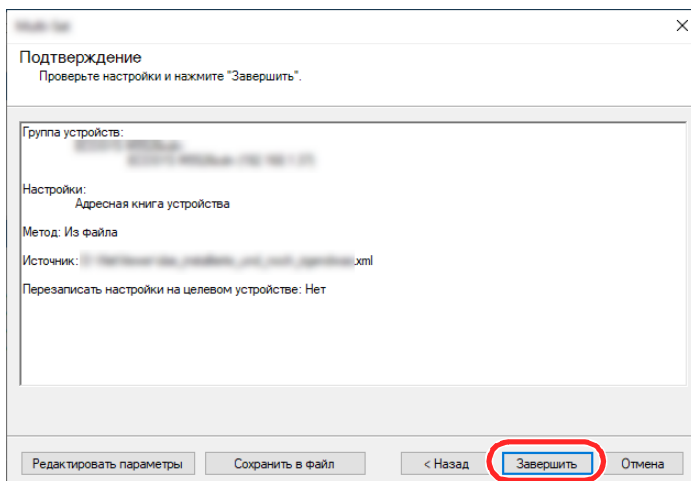 Подтверждение
Проверьте настройки и нажмите "Завершить".
Группа устройств:
Настройки:
Адресная книга устройства
Метод: Из файла
Источник: .xml
Перезаписать настройки на целевом устройстве: Нет
Редактировать параметры Сохранить в файл < Назад Завершить Отмена